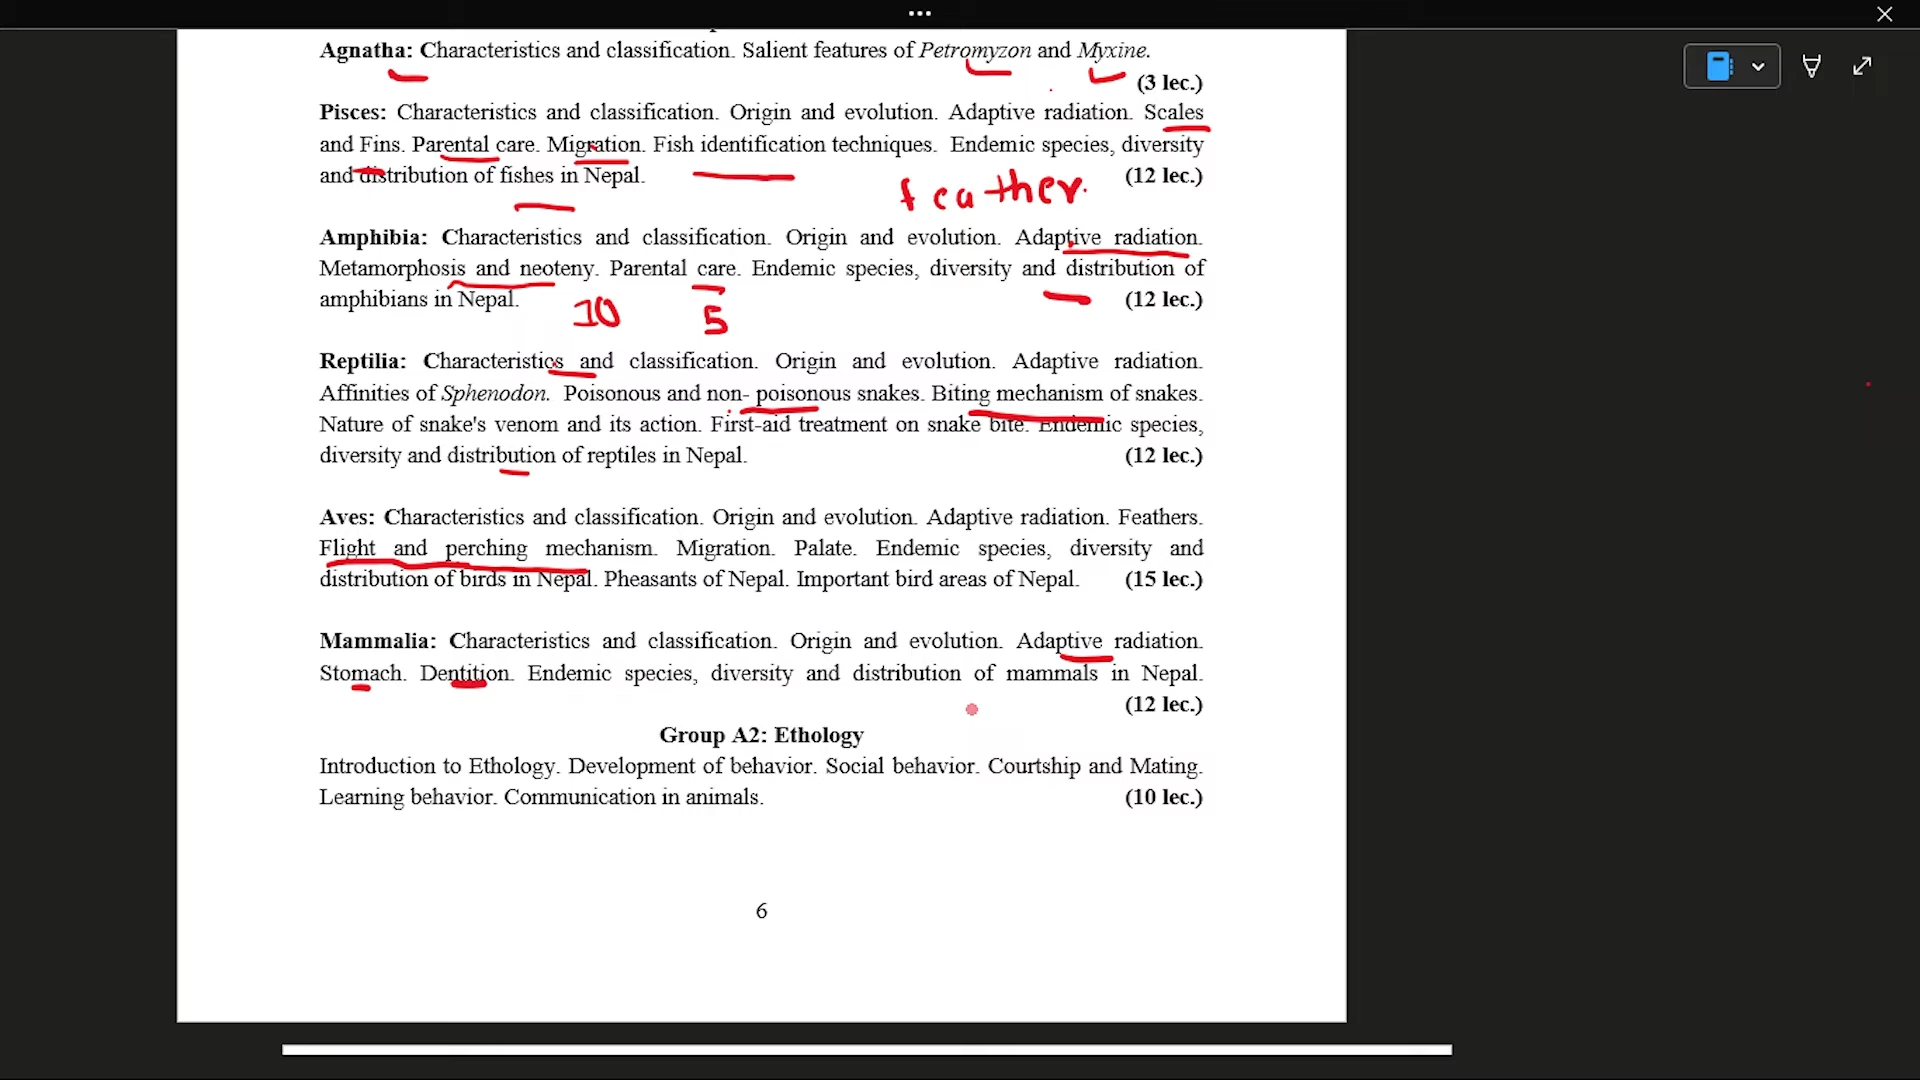 Agnatha: Characteristics and classification. Salient features of Petromyzon and Myxine.
(3 lec.)
Pisces: Characteristics and classification. Origin and evolution. Adaptive radiation. Scales
and Fins. Parental care. Migration. Fish identification techniques. Endemic species, diversity
and distribution of fishes in Nepal. (12 lec.)
feather.
Amphibia: Characteristics and classification. Origin and evolution. Adaptive radiation.
Metamorphosis and neoteny. Parental care. Endemic species, diversity and distribution of
amphibians in Nepal. (12 lec.)
10 5
Reptilia: Characteristics and classification. Origin and evolution. Adaptive radiation.
Affinities of Sphenodon. Poisonous and non- poisonous snakes. Biting mechanism of snakes.
Nature of snake's venom and its action. First-aid treatment on snake bite. Endemic species,
diversity and distribution of reptiles in Nepal. (12 lec.)
Aves: Characteristics and classification. Origin and evolution. Adaptive radiation. Feathers.
Flight and perching mechanism. Migration. Palate. Endemic species, diversity and
distribution of birds in Nepal. Pheasants of Nepal. Important bird areas of Nepal. (15 lec.)
Mammalia: Characteristics and classification. Origin and evolution. Adaptive radiation.
Stomach. Dentition. Endemic species, diversity and distribution of mammals in Nepal.
(12 lec.)
Group A2: Ethology
Introduction to Ethology. Development of behavior. Social behavior. Courtship and Mating.
Learning behavior. Communication in animals. (10 lec.)
6